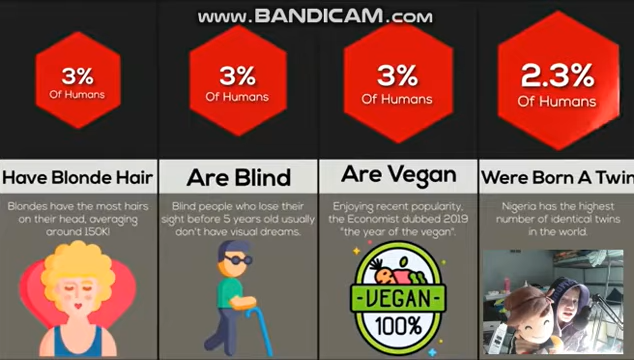 www.BANDICAM.com
3%
Of Humans
3%
Of Humans
3%
Of Humans
2.3%
Of Humans
Have Blonde Hair
Are Blind
Are Vegan
Were Born A Twin
Blondes have the most hairs
on their head, averaging
around 150K!
Blind people who lose their
sight before 5 years old usually
don't have visual dreams.
Enjoying recent popularity,
the Economist dubbed 2019
"the year of the vegan".
Nigeria has the highest
number of identical twins
in the world.
VEGAN
100%